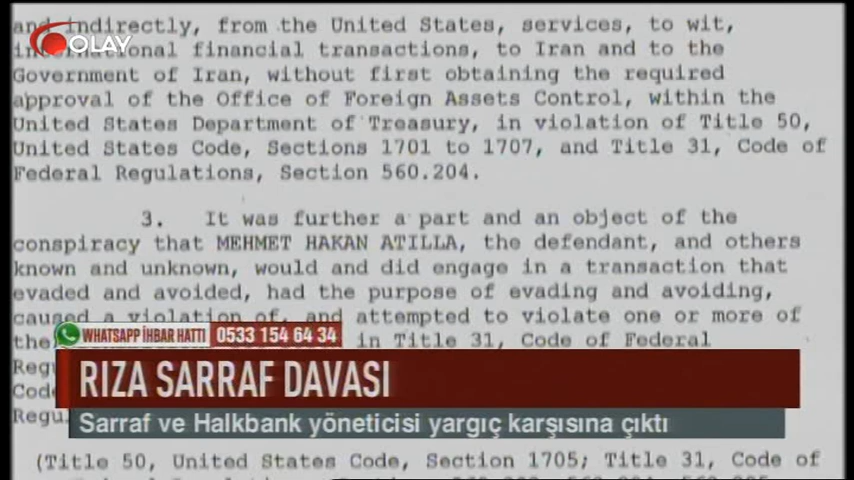 OLAY
and indirectly, from the United States, services, to wit,
international financial transactions, to Iran and to the
Government of Iran, without first obtaining the required
approval of the Office of Foreign Assets Control, within the
United States Department of Treasury, in violation of Title 50,
United States Code, Sections 1701 to 1707, and Title 31, Code of
Federal Regulations, Section 560.204.
3. It was further a part and an object of the
conspiracy that MEHMET HAKAN ATILLA, the defendant, and others
known and unknown, would and did engage in a transaction that
evaded and avoided, had the purpose of evading and avoiding,
caused a violation of, and attempted to violate one or more of
the in Title 31, Code of Federal
WHATSAPP İHBAR HATTI 0533 154 64 34
Regu
RIZA SARRAF DAVASI
Code
Regu
Sarraf ve Halkbank yöneticisi yargıç karşısına çıktı
(Title 50, United States Code, Section 1705; Title 31, Code of